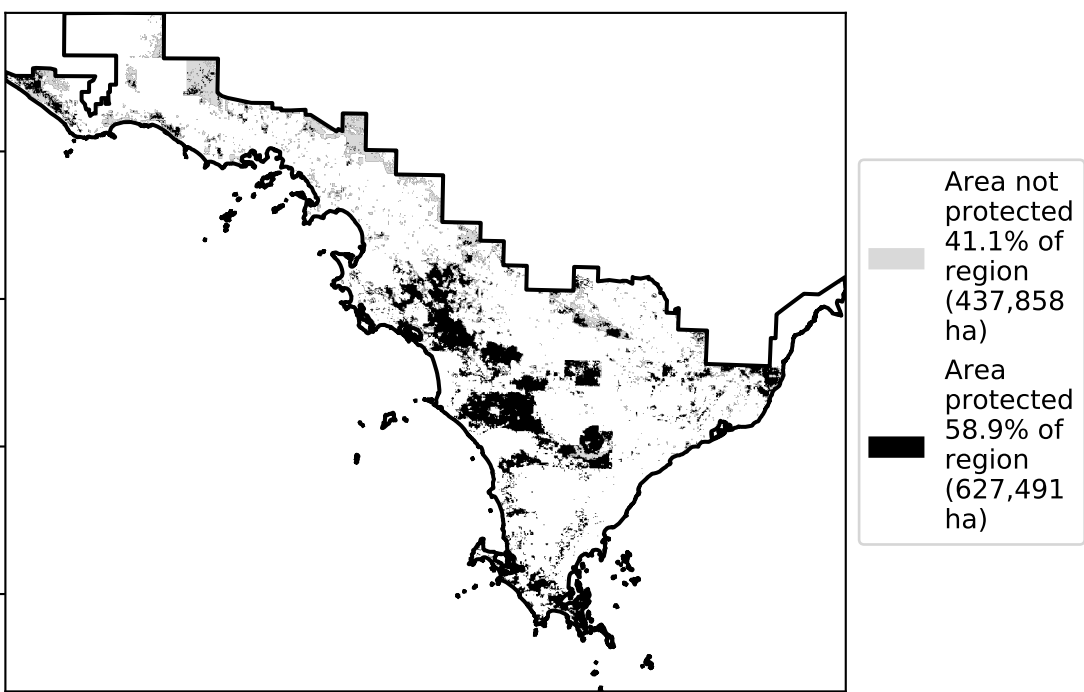 Area not
protected
41.1% of
region
(437,858
ha)
Area
protected
58.9% of
region
(627,491
ha)